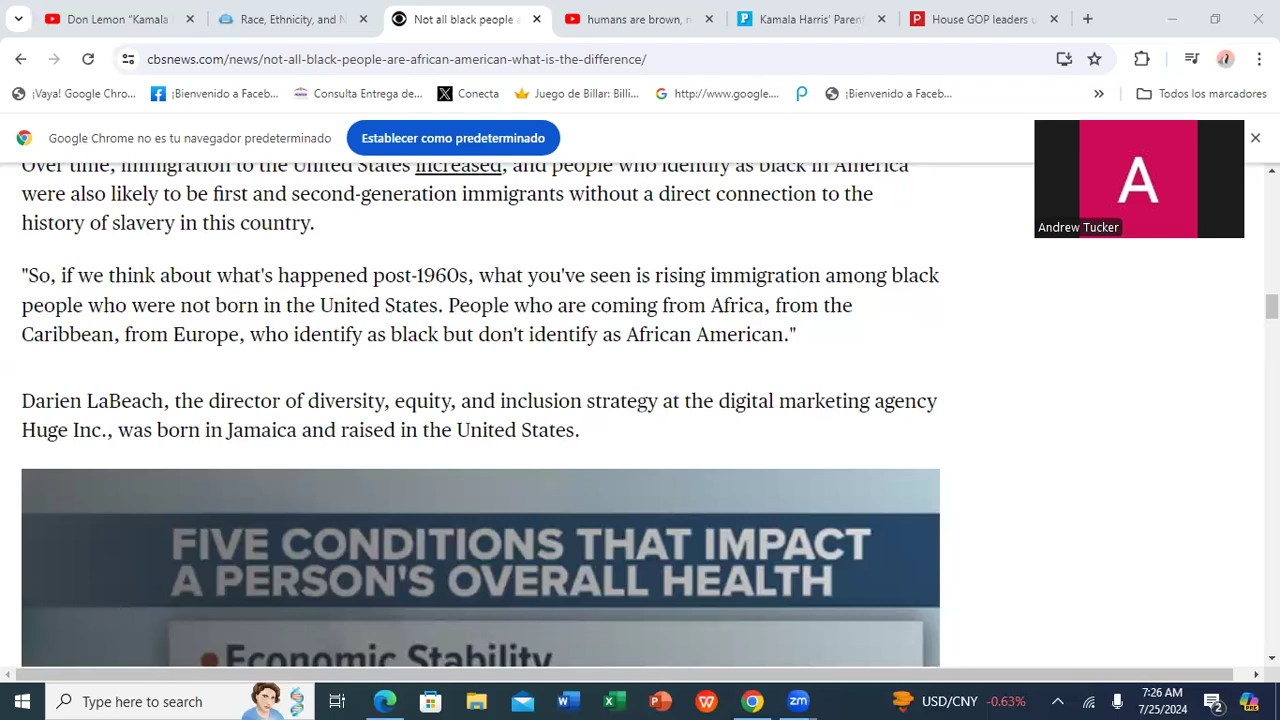 Don Lemon "Kamala
Race, Ethnicity, and N
Not all black people a
humans are brown, n
Kamala Harris' Paren
House GOP leaders u
cbsnews.com/news/not-all-black-people-are-african-american-what-is-the-difference/
¡Vaya! Google Chro...
¡Bienvenido a Faceb...
Consulta Entrega de...
Conecta
Juego de Billar: Billi...
http://www.google....
¡Bienvenido a Faceb...
»
Todos los marcadores
Google Chrome no es tu navegador predeterminado
Establecer como predeterminado
A
Andrew Tucker
Over time, immigration to the United States increased, and people who identify as black in America
were also likely to be first and second-generation immigrants without a direct connection to the
history of slavery in this country.
"So, if we think about what's happened post-1960s, what you've seen is rising immigration among black
people who were not born in the United States. People who are coming from Africa, from the
Caribbean, from Europe, who identify as black but don't identify as African American."
Darien LaBeach, the director of diversity, equity, and inclusion strategy at the digital marketing agency
Huge Inc., was born in Jamaica and raised in the United States.
FIVE CONDITIONS THAT IMPACT
A PERSON'S OVERALL HEALTH
Economic Stability
Type here to search
USD/CNY -0.63%
7:26 AM
7/25/2024
2